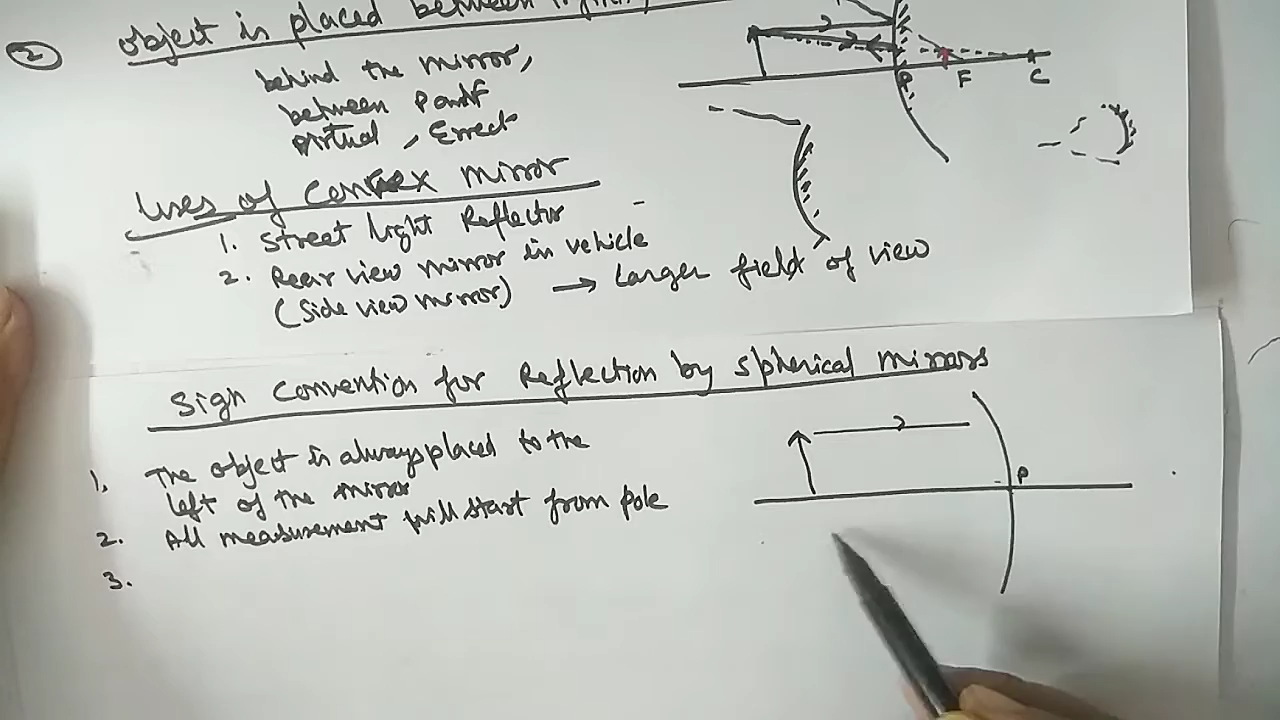 2 object is placed between
behind the mirror,
between P and F
virtual, Erect
P F C
Uses of Convex mirror
1. Street light Reflector
2. Rear view mirror in vehicle
(Side view mirror) → Larger field of view
Sign Convention for Reflection by Spherical mirrors
1. The object is always placed to the
left of the mirror
2. All measurement will start from pole
3.
P